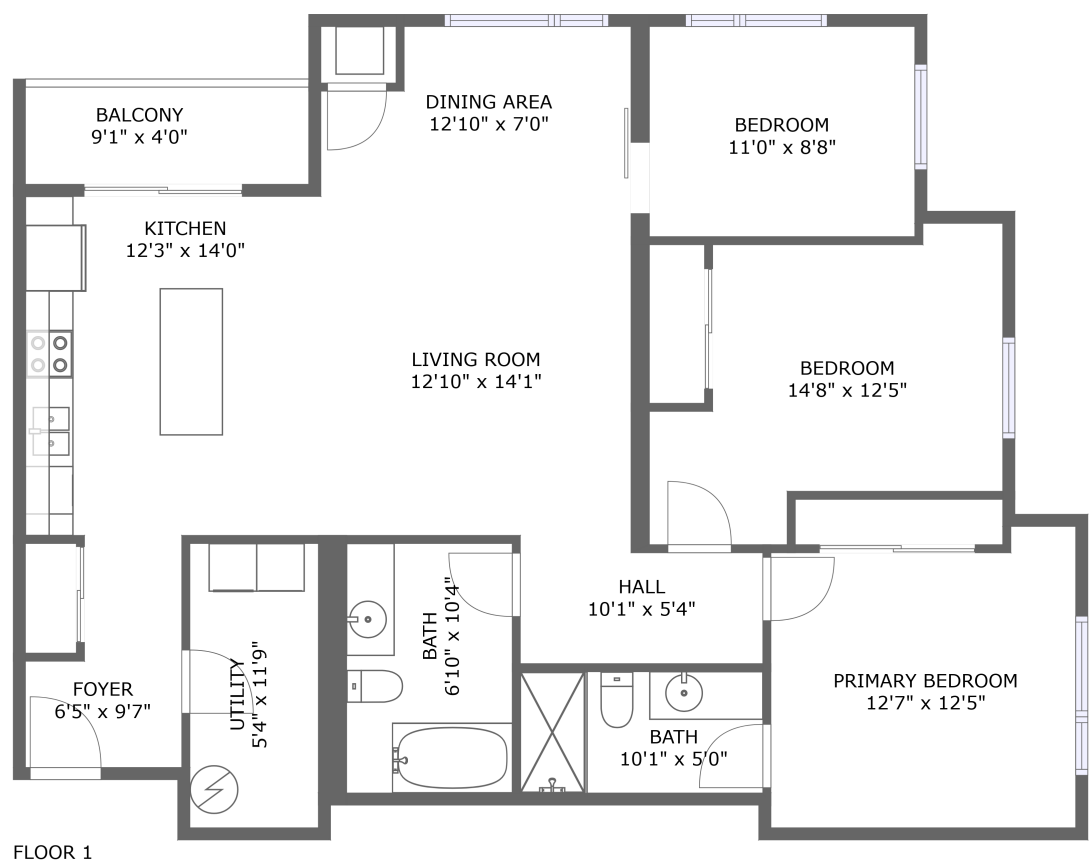 BALCONY
9'1" x 4'0"
DINING AREA
12'10" x 7'0"
BEDROOM
11'0" x 8'8"
KITCHEN
12'3" x 14'0"
LIVING ROOM
12'10" x 14'1"
BEDROOM
14'8" x 12'5"
HALL
10'1" x 5'4"
BATH
6'10" x 10'4"
UTILITY
5'4" x 11'9"
FOYER
6'5" x 9'7"
PRIMARY BEDROOM
12'7" x 12'5"
BATH
10'1" x 5'0"
FLOOR 1